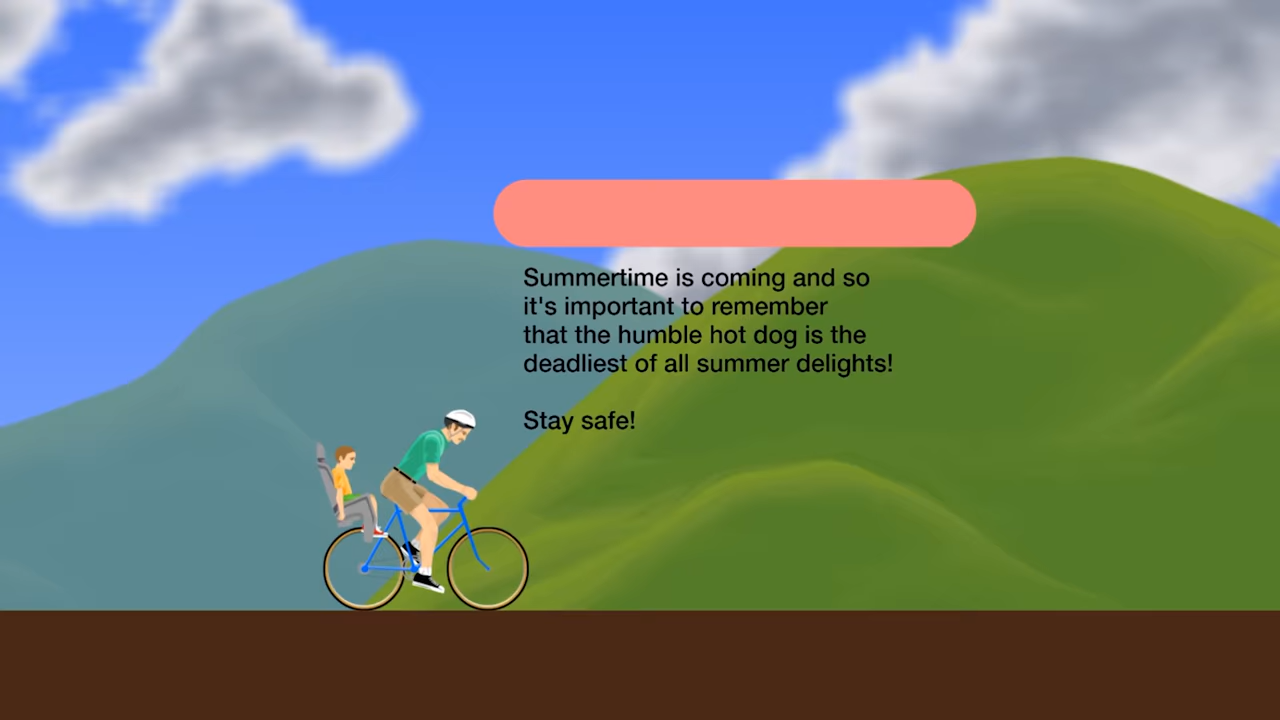 Summertime is coming and so
it's important to remember
that the humble hot dog is the
deadliest of all summer delights!
Stay safe!